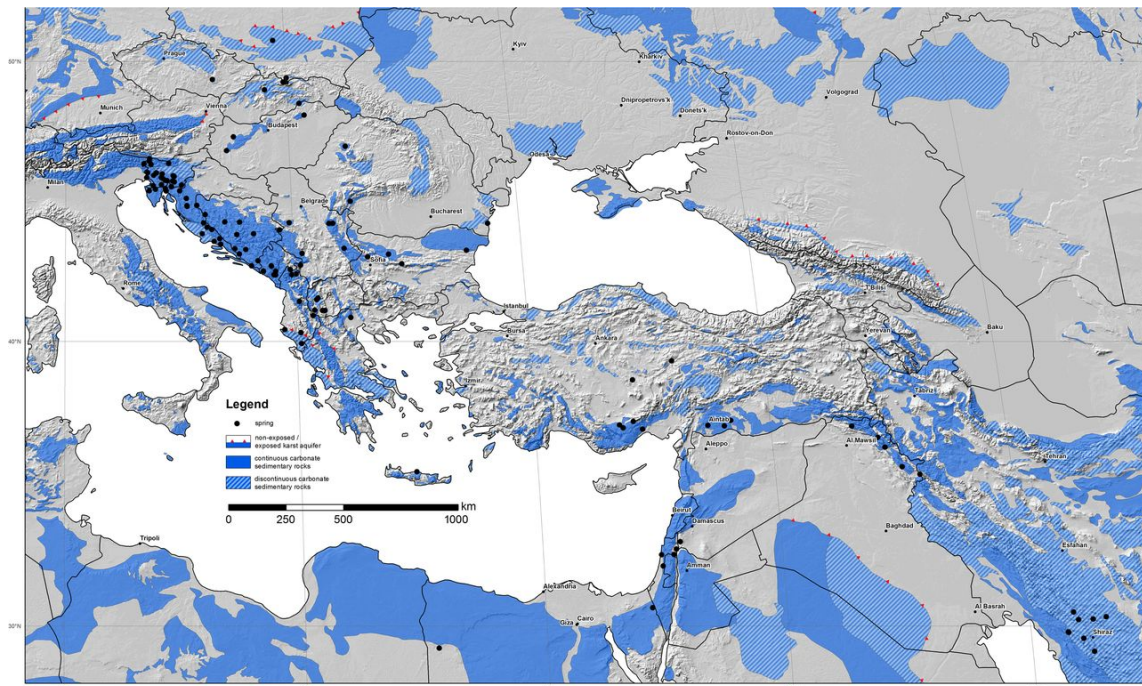 50°N
Prague
Kyiv
Kharkiv
Volgograd
Munich
Vienna
Dnipropetrovs'k
Donets'k
Budapest
Rostov-on-Don
Odesa
Milan
Belgrade
Bucharest
Sofia
Rome
Tbilisi
Istanbul
Baku
Bursa
40°N
Ankara
Yerevan
Izmir
Tabriz
Legend
spring
non-exposed /
exposed karst aquifer
continuous carbonate
sedimentary rocks
discontinuous carbonate
sedimentary rocks
km
0 250 500 1000
Aintab
Aleppo
Al Mawsil
Tehran
Beirut
Damascus
Baghdad
Tripoli
Esfahan
Amman
Alexandria
Al Basrah
Giza
Cairo
30°N
Shiraz